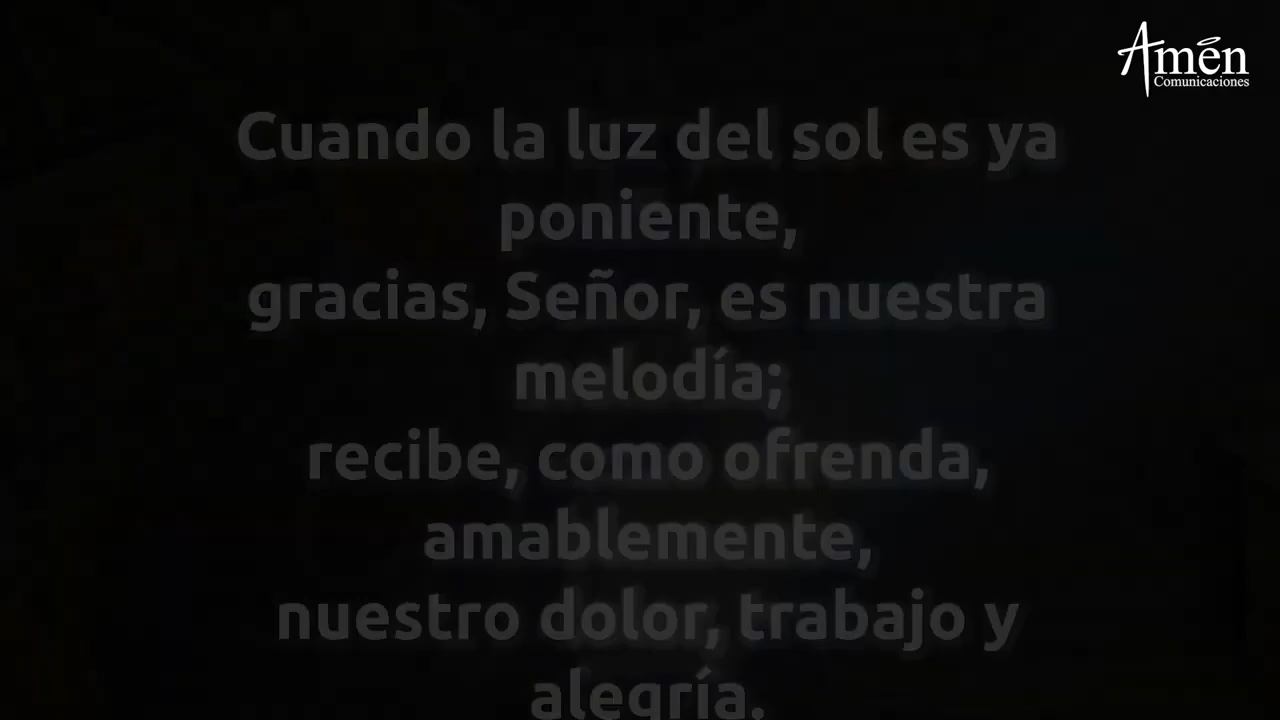 Amén
Comunicaciones
Cuando la luz del sol es ya
poniente,
gracias, Señor, es nuestra
melodía;
recibe, como ofrenda,
amablemente,
nuestro dolor, trabajo y
alegría.